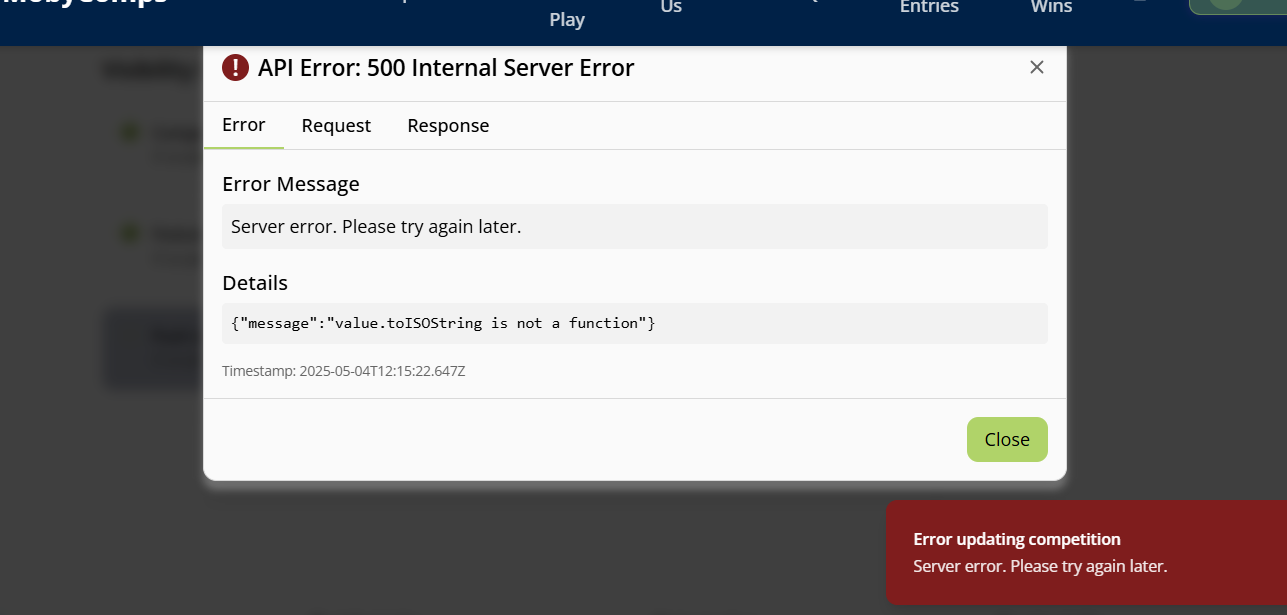 Play
Us
Entries
Wins
API Error: 500 Internal Server Error
Error Request Response
Error Message
Server error. Please try again later.
Details
{"message":"value.toISOString is not a function"}
Timestamp: 2025-05-04T12:15:22.647Z
Close
Error updating competition
Server error. Please try again later.